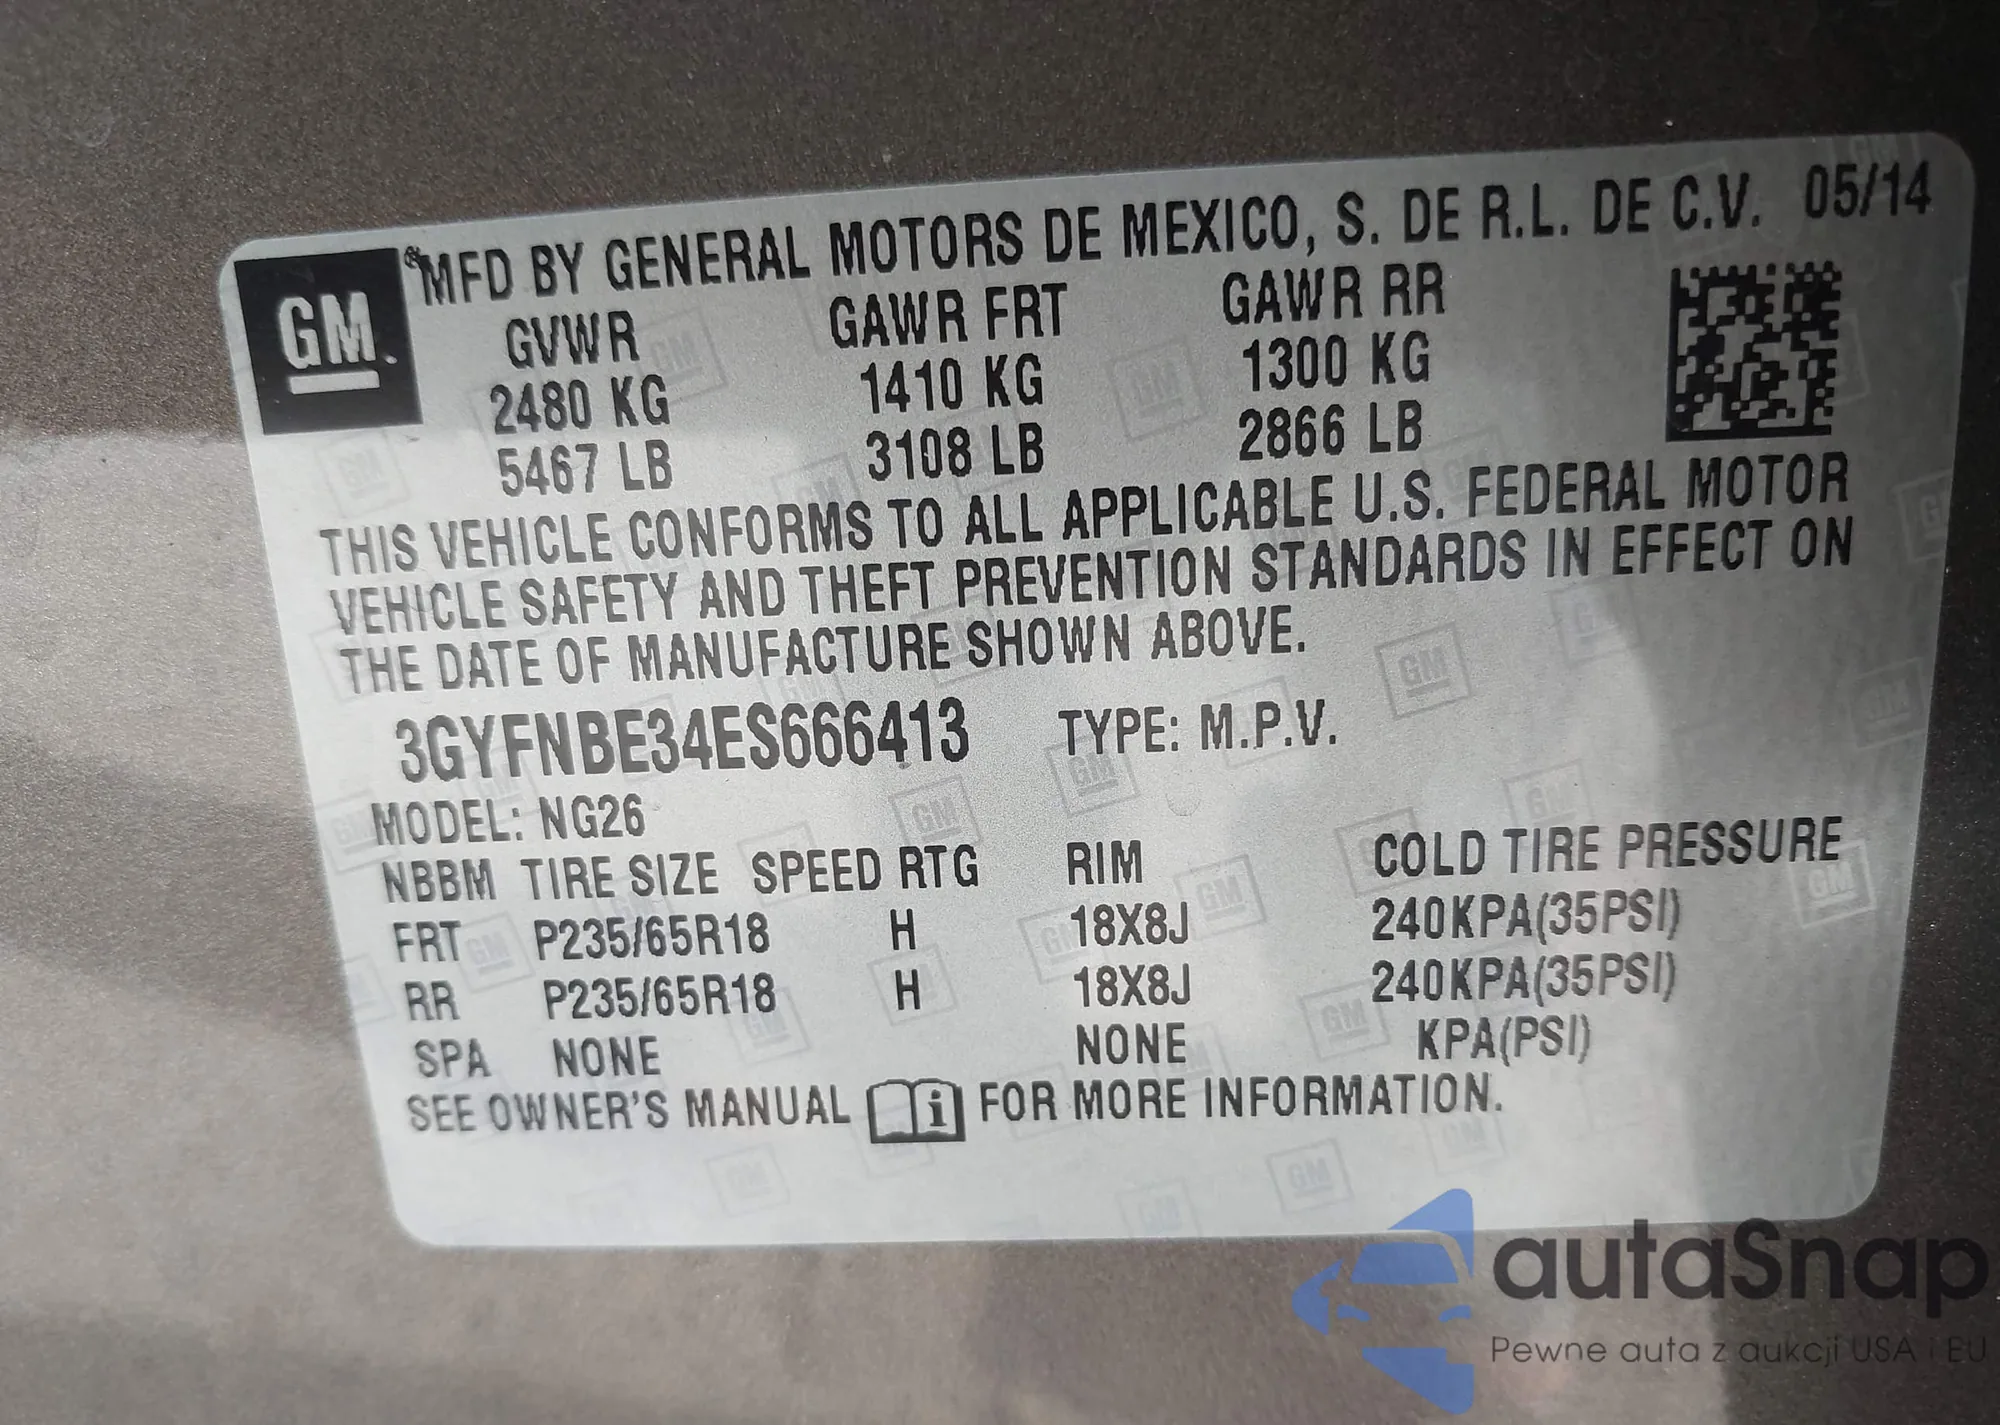 GM
MFD BY GENERAL MOTORS DE MEXICO, S. DE R.L. DE C.V. 05/14
GVWR GAWR FRT GAWR RR
2480 KG 1410 KG 1300 KG
5467 LB 3108 LB 2866 LB
THIS VEHICLE CONFORMS TO ALL APPLICABLE U.S. FEDERAL MOTOR
VEHICLE SAFETY AND THEFT PREVENTION STANDARDS IN EFFECT ON
THE DATE OF MANUFACTURE SHOWN ABOVE.
3GYFNBE34ES666413 TYPE: M.P.V.
MODEL: NG26
NBBM TIRE SIZE SPEED RTG RIM COLD TIRE PRESSURE
FRT P235/65R18 H 18X8J 240KPA(35PSI)
RR P235/65R18 H 18X8J 240KPA(35PSI)
SPA NONE NONE KPA(PSI)
SEE OWNER'S MANUAL i FOR MORE INFORMATION.
autaSnap
Pewne auta z aukcji USA i EU